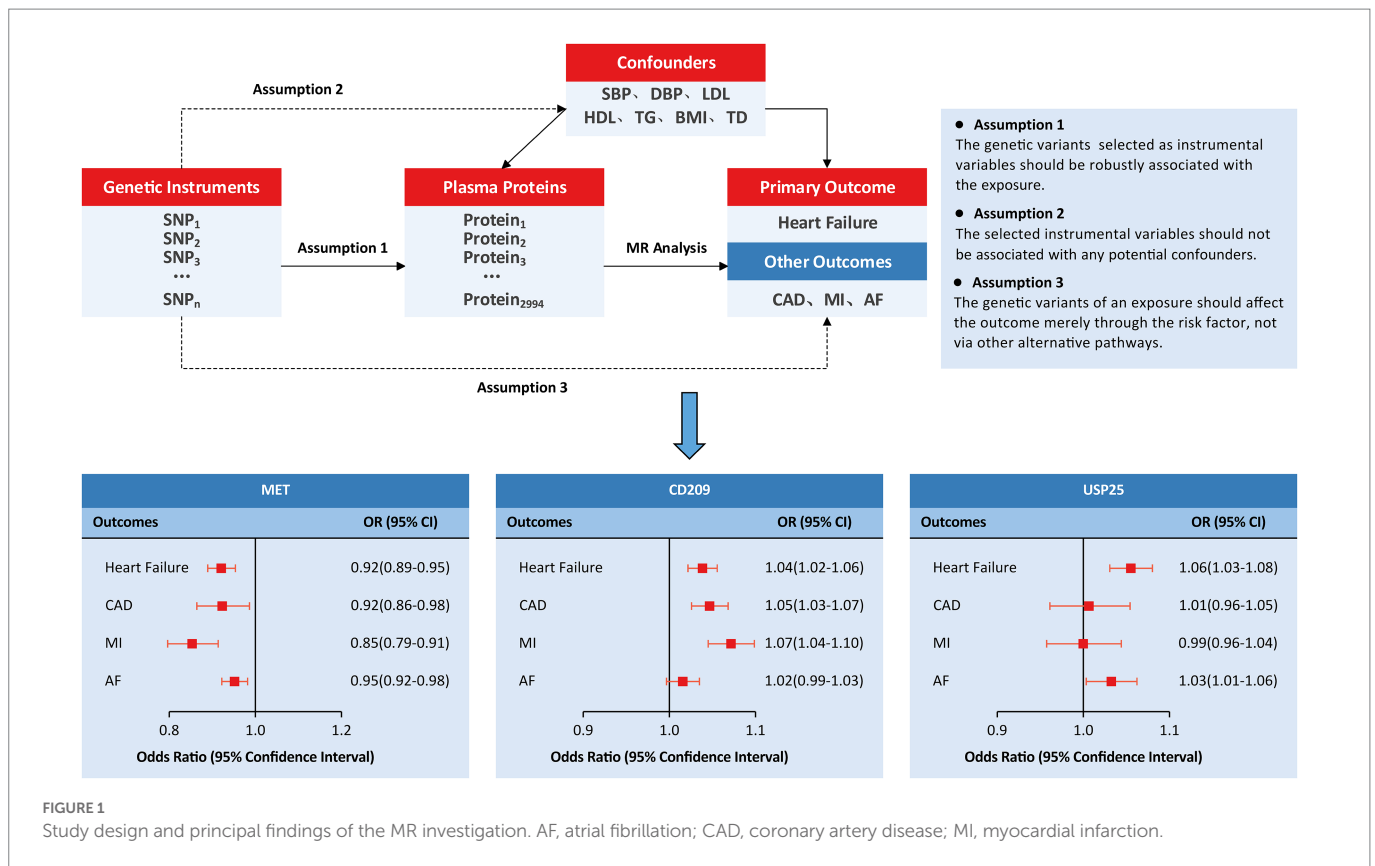 Confounders
SBP、DBP、LDL
HDL、TG、BMI、TD
Assumption 2
Genetic Instruments
SNP₁
SNP₂
SNP₃
...
SNPₙ
Assumption 1
Plasma Proteins
Protein₁
Protein₂
Protein₃
...
Protein₂₉₉₄
MR Analysis
Primary Outcome
Heart Failure
Other Outcomes
CAD、MI、AF
Assumption 3
● Assumption 1
The genetic variants selected as instrumental
variables should be robustly associated with
the exposure.
● Assumption 2
The selected instrumental variables should not
be associated with any potential confounders.
● Assumption 3
The genetic variants of an exposure should affect
the outcome merely through the risk factor, not
via other alternative pathways.
MET
Outcomes OR (95% CI)
Heart Failure 0.92(0.89-0.95)
CAD 0.92(0.86-0.98)
MI 0.85(0.79-0.91)
AF 0.95(0.92-0.98)
0.8 1.0 1.2
Odds Ratio (95% Confidence Interval)
CD209
Outcomes OR (95% CI)
Heart Failure 1.04(1.02-1.06)
CAD 1.05(1.03-1.07)
MI 1.07(1.04-1.10)
AF 1.02(0.99-1.03)
0.9 1.0 1.1
Odds Ratio (95% Confidence Interval)
USP25
Outcomes OR (95% CI)
Heart Failure 1.06(1.03-1.08)
CAD 1.01(0.96-1.05)
MI 0.99(0.96-1.04)
AF 1.03(1.01-1.06)
0.9 1.0 1.1
Odds Ratio (95% Confidence Interval)
FIGURE 1
Study design and principal findings of the MR investigation. AF, atrial fibrillation; CAD, coronary artery disease; MI, myocardial infarction.